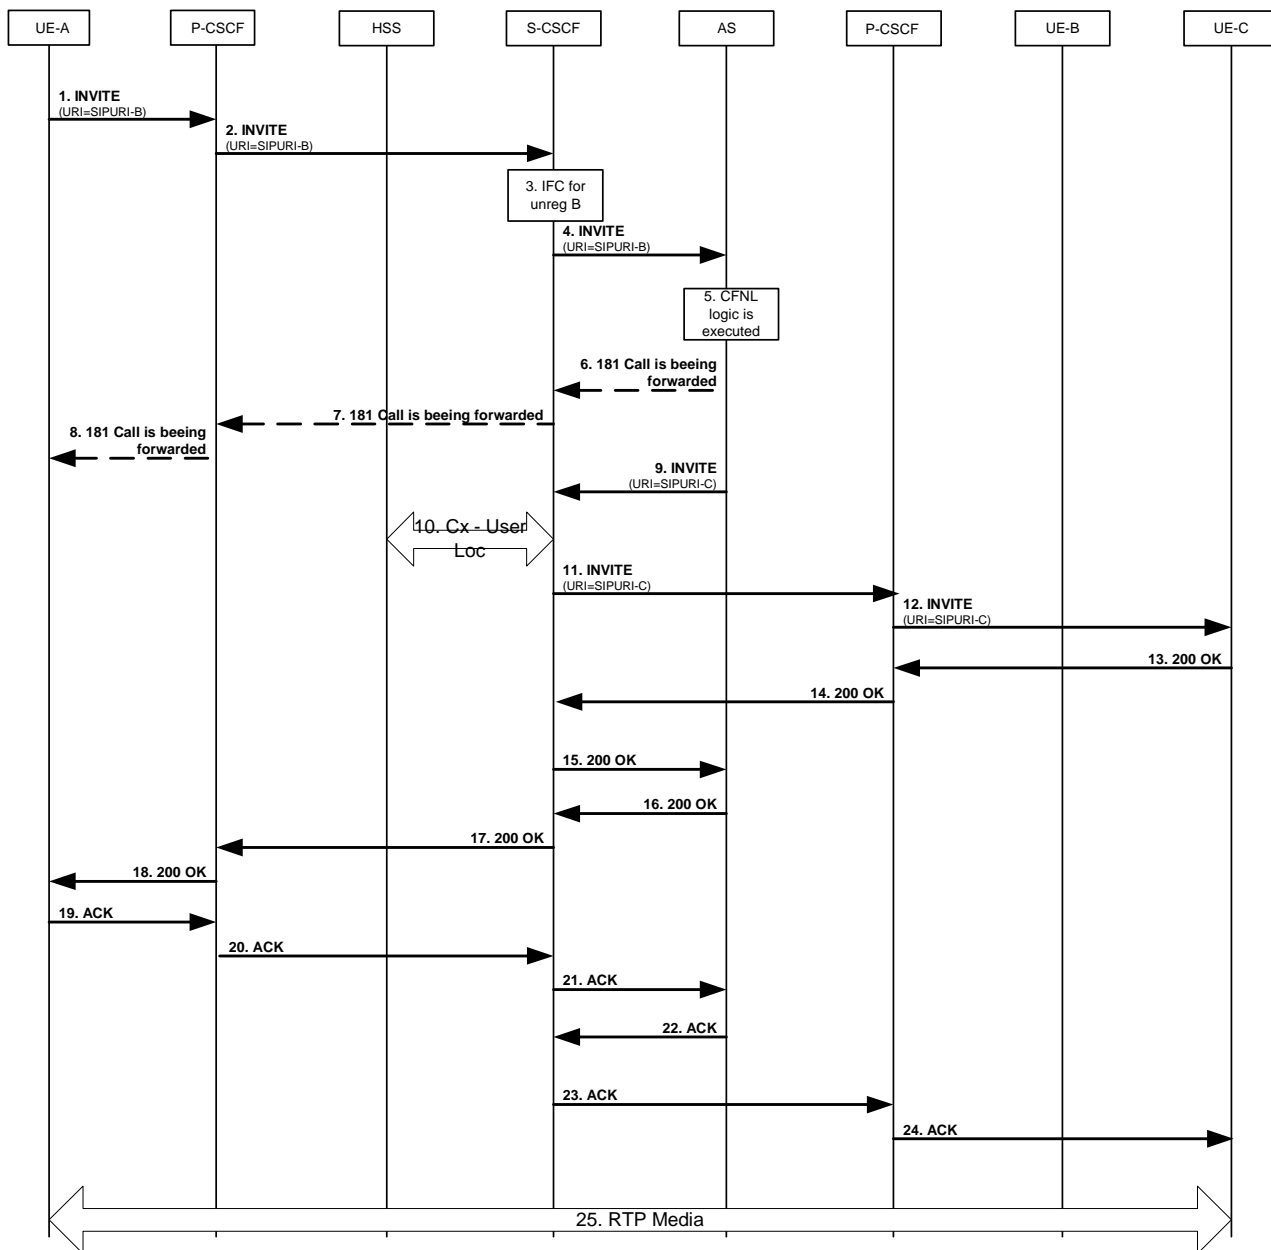 UE-A
P-CSCF
HSS
S-CSCF
AS
P-CSCF
UE-B
UE-C
1. INVITE
(URI=SIPURI-B)
2. INVITE
(URI=SIPURI-B)
3. IFC for
unreg B
4. INVITE
(URI=SIPURI-B)
5. CFNL
logic is
executed
6. 181 Call is beeing
forwarded
7. 181 Call is beeing forwarded
8. 181 Call is beeing
forwarded
9. INVITE
(URI=SIPURI-C)
10. Cx - User
Loc
11. INVITE
(URI=SIPURI-C)
12. INVITE
(URI=SIPURI-C)
13. 200 OK
14. 200 OK
15. 200 OK
16. 200 OK
17. 200 OK
18. 200 OK
19. ACK
20. ACK
21. ACK
22. ACK
23. ACK
24. ACK
25. RTP Media